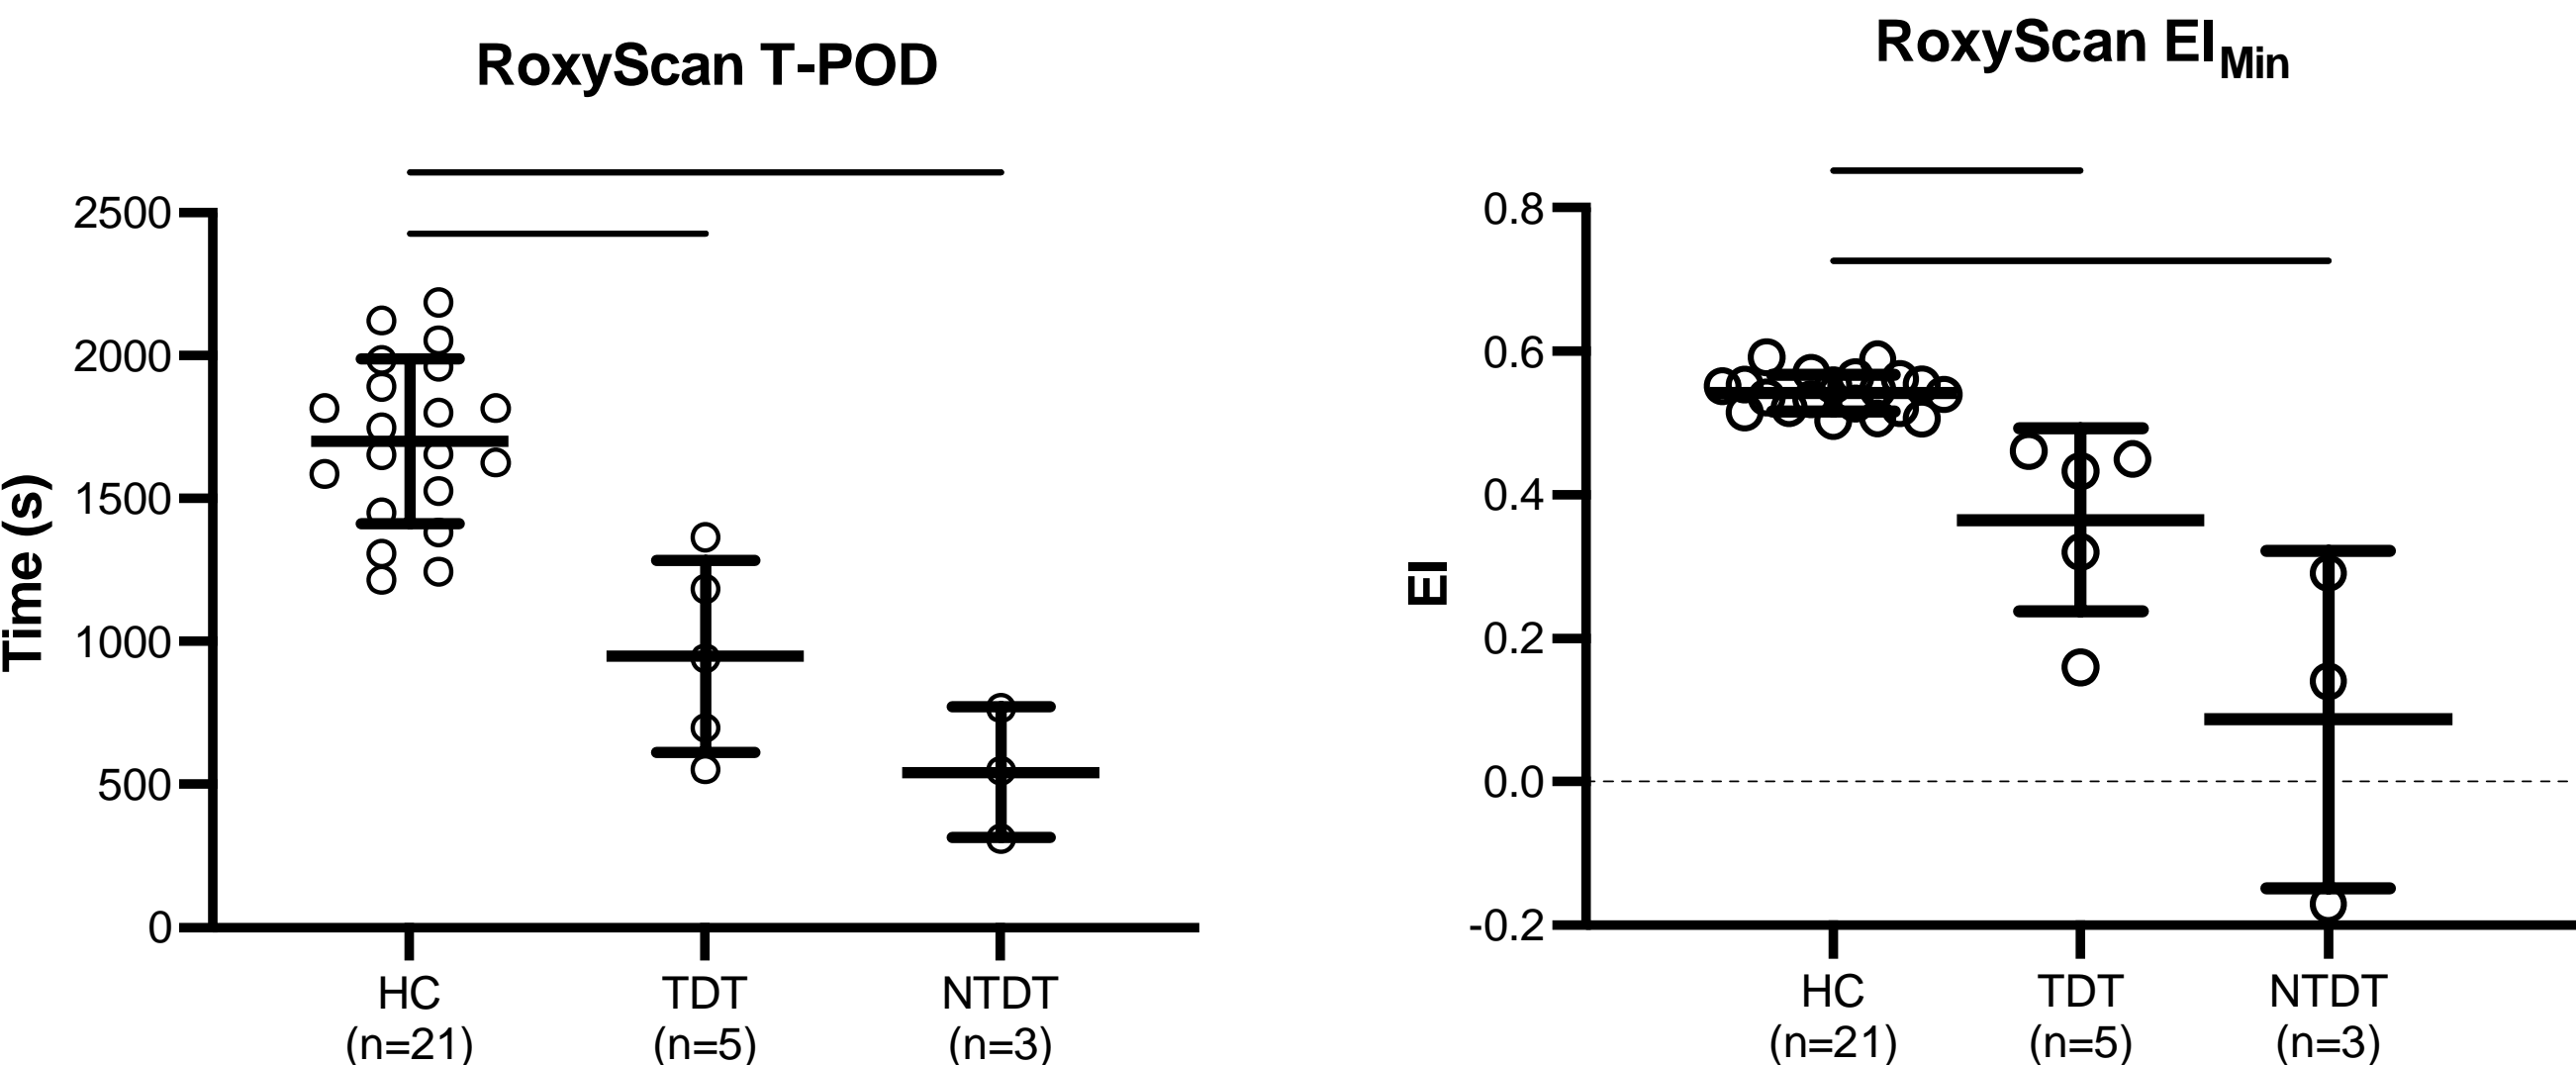 RoxyScan T-POD
Time (s)
2500
2000
1500
1000
500
0
HC
(n=21)
TDT
(n=5)
NTDT
(n=3)
RoxyScan EIMin
EI
0.8
0.6
0.4
0.2
0.0
-0.2
HC
(n=21)
TDT
(n=5)
NTDT
(n=3)